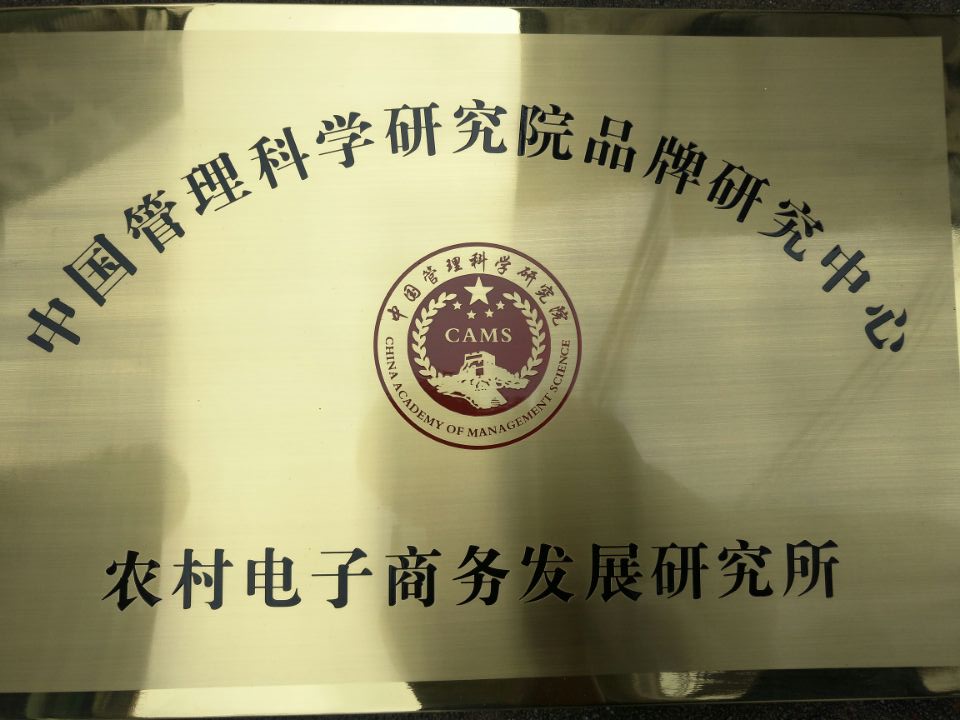 中国管理科学研究院品牌研究中心
中国管理科学研究院
CAMS
CHINA ACADEMY OF MANAGEMENT SCIENCE
农村电子商务发展研究所